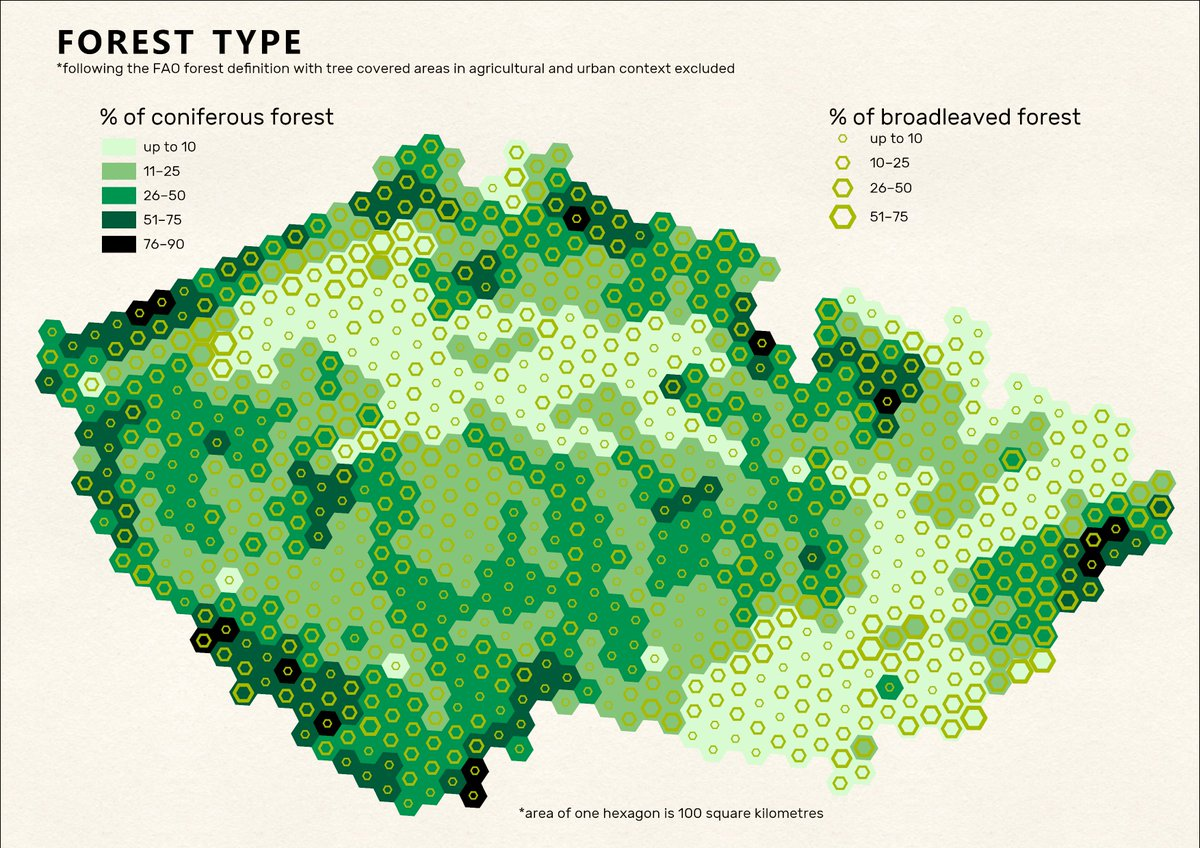 FOREST TYPE
*following the FAO forest definition with tree covered areas in agricultural and urban context excluded
% of coniferous forest
up to 10
11–25
26–50
51–75
76–90
% of broadleaved forest
up to 10
10–25
26–50
51–75
*area of one hexagon is 100 square kilometres